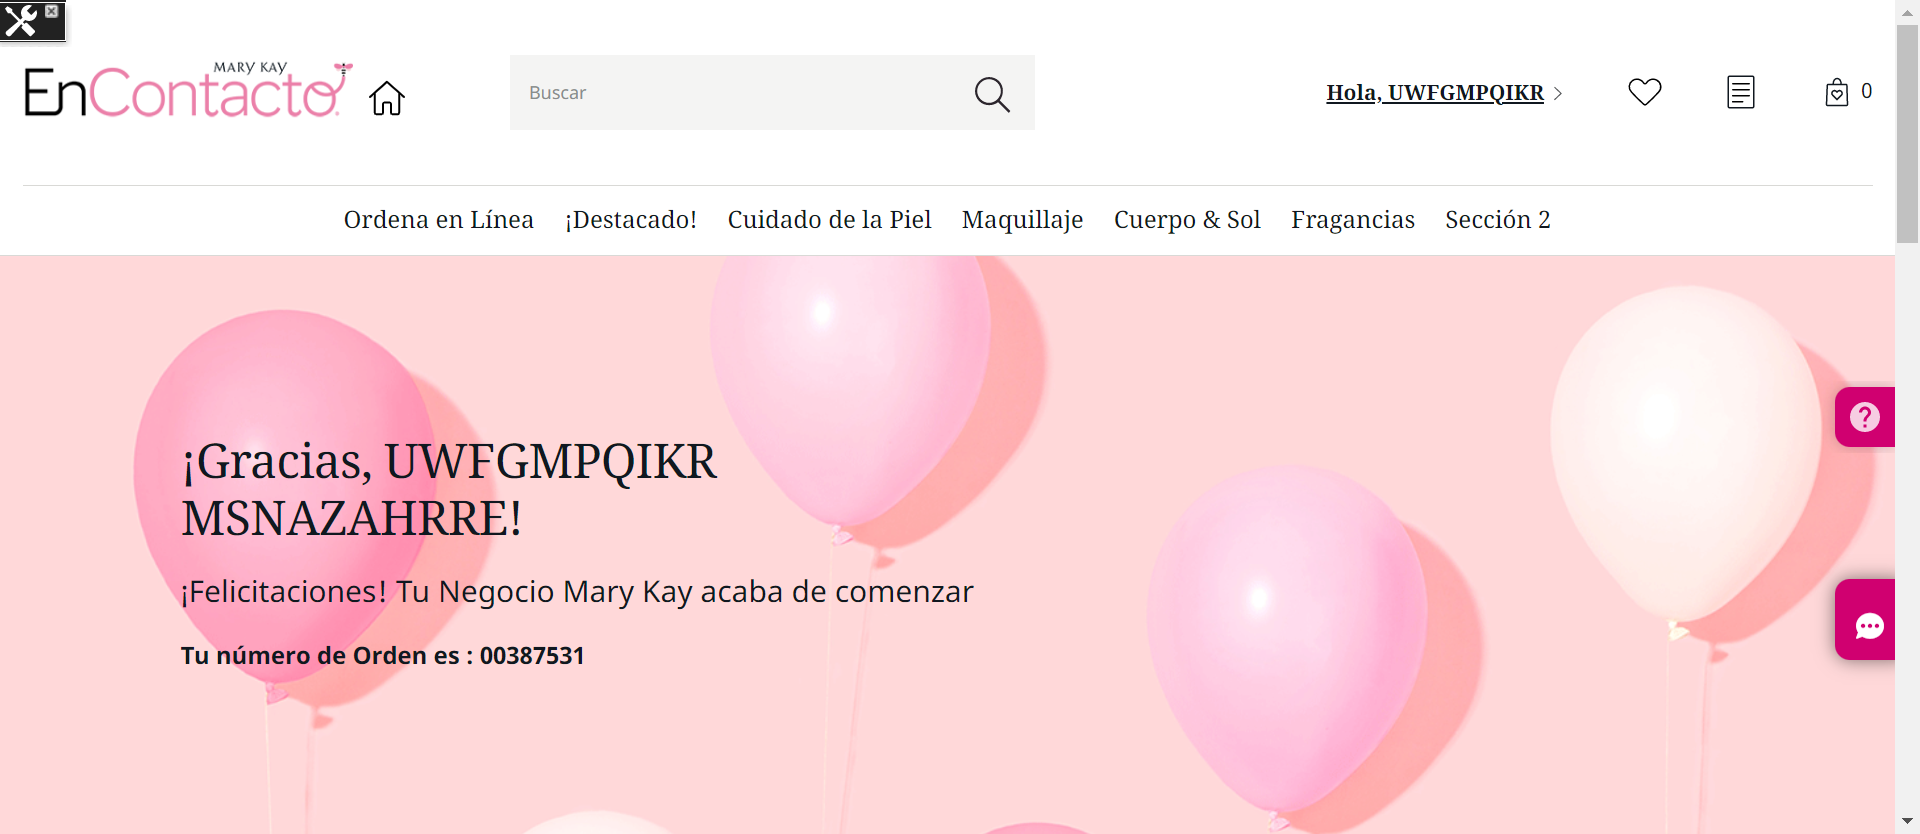 MARY KAY
EnContacto
Buscar
Hola, UWFGMPQIKR
0
Ordena en Línea ¡Destacado! Cuidado de la Piel Maquillaje Cuerpo & Sol Fragancias Sección 2
¡Gracias, UWFGMPQIKR
MSNAZAHRRE!
¡Felicitaciones! Tu Negocio Mary Kay acaba de comenzar
Tu número de Orden es : 00387531